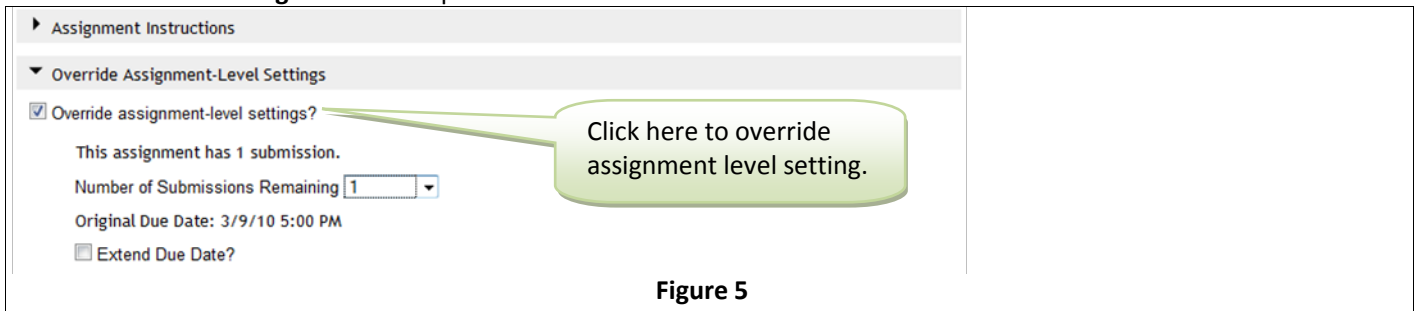 Assignment Instructions
Override Assignment-Level Settings
Override assignment-level settings?
Click here to override
assignment level setting.
This assignment has 1 submission.
Number of Submissions Remaining 1
Original Due Date: 3/9/10 5:00 PM
Extend Due Date?
Figure 5